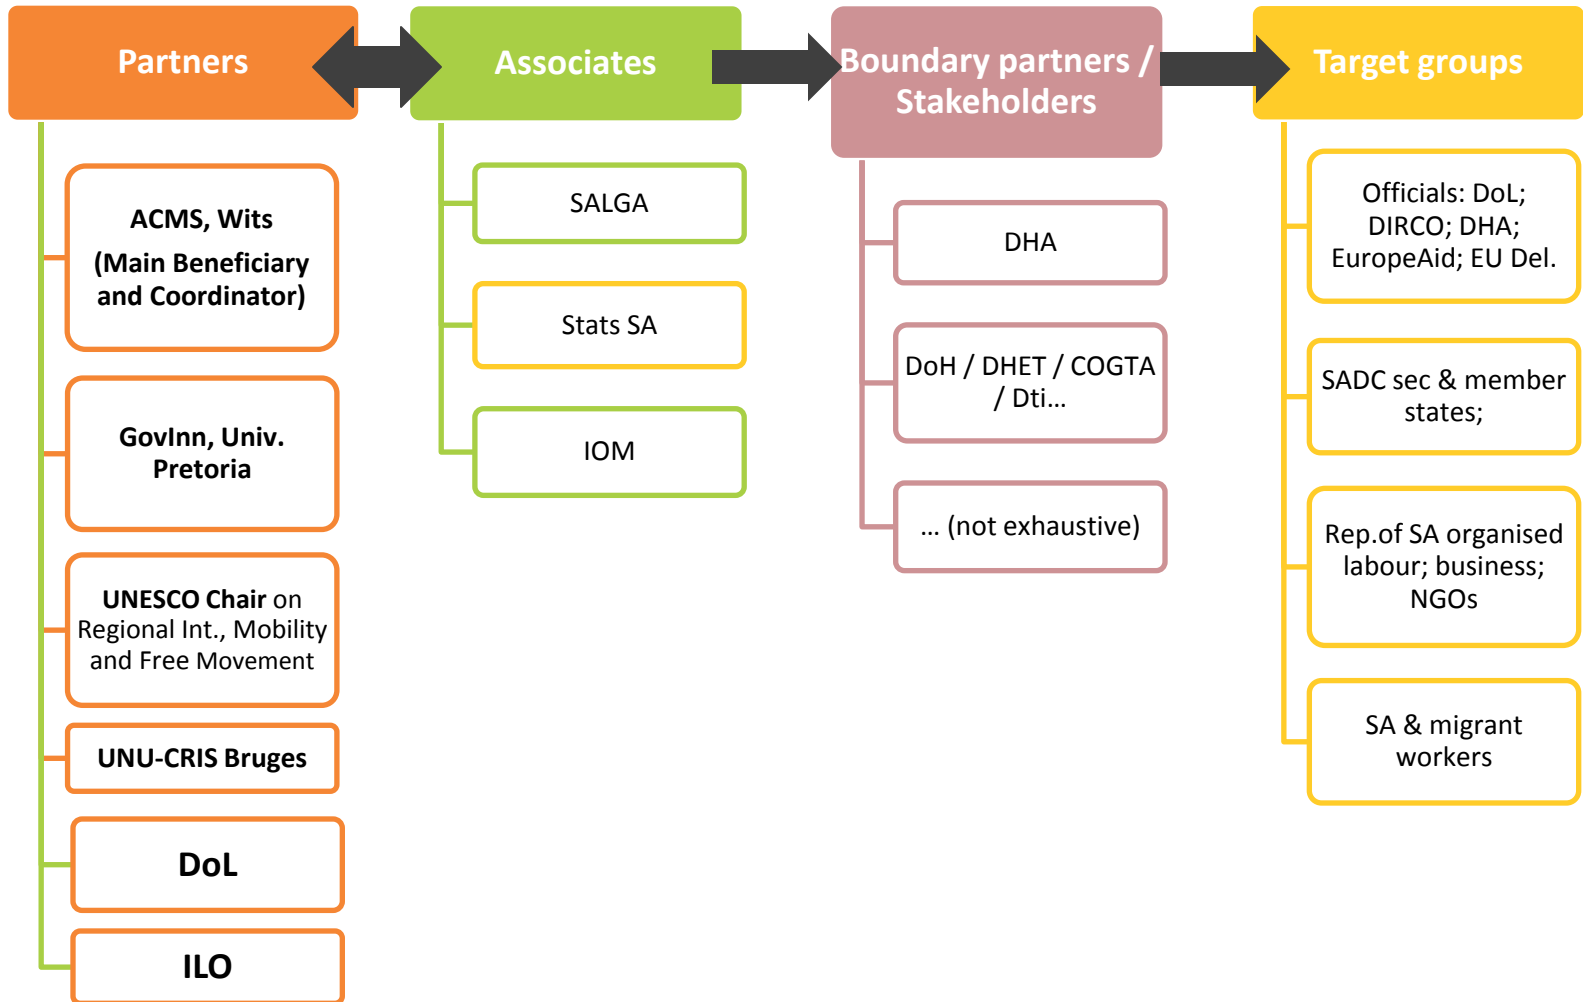 Partners
ACMS, Wits
(Main Beneficiary
and Coordinator)
GovInn, Univ.
Pretoria
UNESCO Chair on
Regional Int., Mobility
and Free Movement
UNU-CRIS Bruges
DoL
ILO
Associates
SALGA
Stats SA
IOM
Boundary partners /
Stakeholders
DHA
DoH / DHET / COGTA
/ Dti…
... (not exhaustive)
Target groups
Officials: DoL;
DIRCO; DHA;
EuropeAid; EU Del.
SADC sec & member
states;
Rep.of SA organised
labour; business;
NGOs
SA & migrant
workers